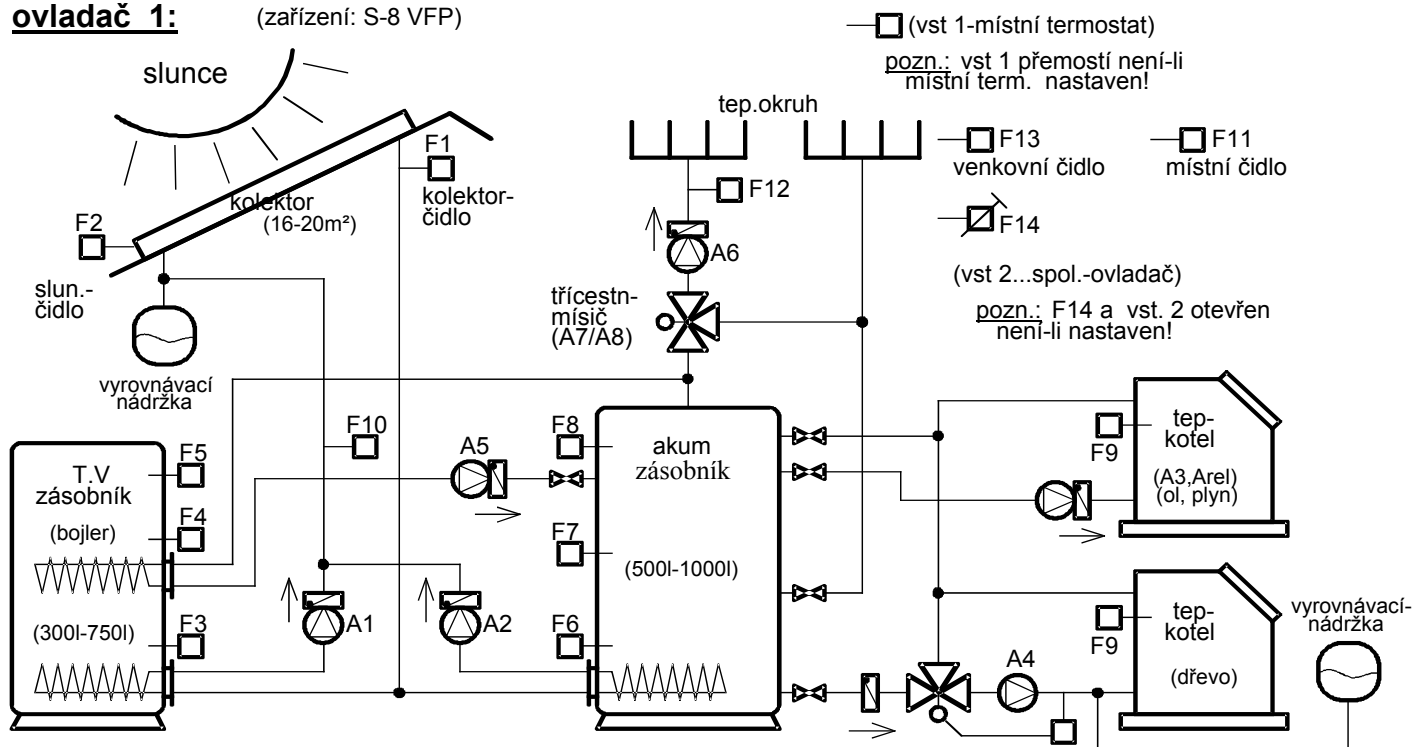 ovladač 1:
(zařízení: S-8 VFP)
slunce
F1
kolektor-
čidlo
kolektor
(16-20m²)
F2
slun.-
čidlo
vyrovnávací
nádržka
(vst 1-místní termostat)
pozn.: vst 1 přemostí není-li
místní term. nastaven!
tep.okruh
F13
venkovní čidlo
F11
místní čidlo
F12
F14
A6
(vst 2...spol.-ovladač)
pozn.: F14 a vst. 2 otevřen
není-li nastaven!
třícestn-
mísič
(A7/A8)
T.V
zásobník
(bojler)
(300l-750l)
F5
F4
F3
F10
A5
A1
A2
F8
F7
F6
akum
zásobník
(500l-1000l)
F9
tep-
kotel
(A3,Arel)
(ol, plyn)
F9
tep-
kotel
(dřevo)
A4
vyrovnávací-
nádržka